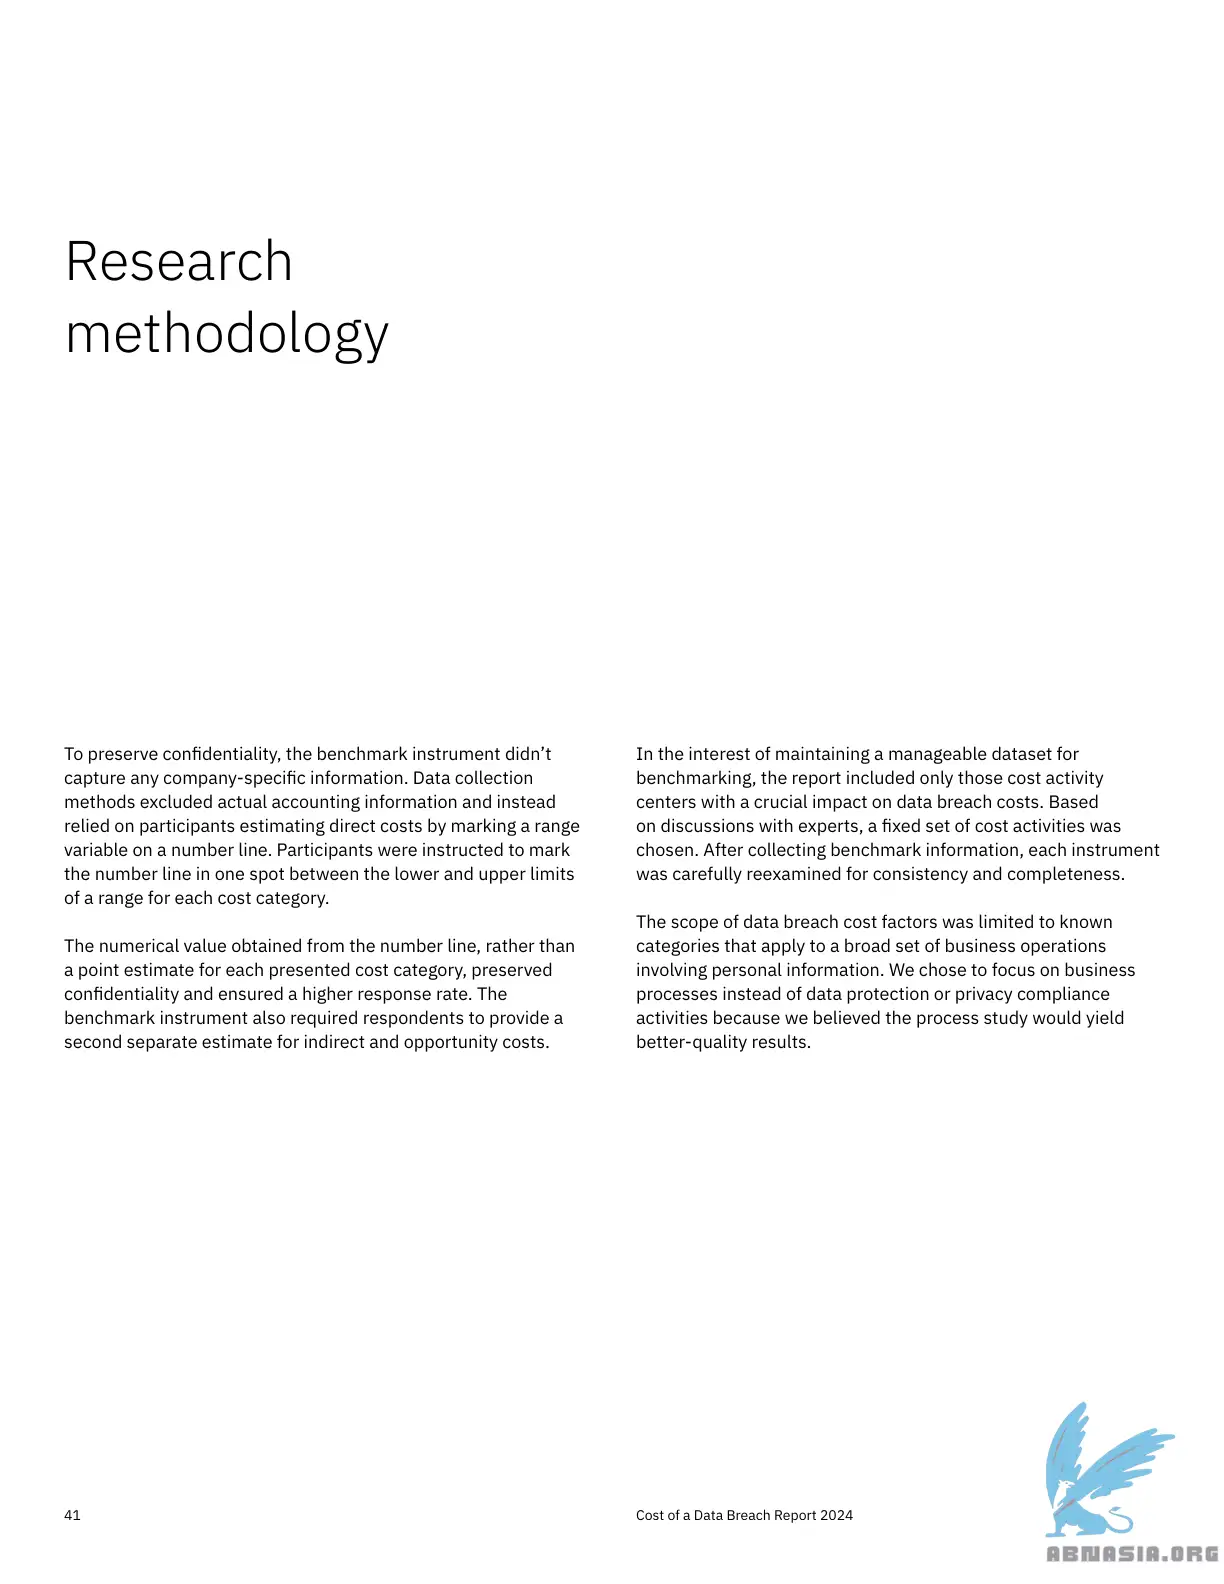 Research
methodology
To preserve confidentiality, the benchmark instrument didn’t
capture any company-specific information. Data collection
methods excluded actual accounting information and instead
relied on participants estimating direct costs by marking a range
variable on a number line. Participants were instructed to mark
the number line in one spot between the lower and upper limits
of a range for each cost category.
The numerical value obtained from the number line, rather than
a point estimate for each presented cost category, preserved
confidentiality and ensured a higher response rate. The
benchmark instrument also required respondents to provide a
second separate estimate for indirect and opportunity costs.
In the interest of maintaining a manageable dataset for
benchmarking, the report included only those cost activity
centers with a crucial impact on data breach costs. Based
on discussions with experts, a fixed set of cost activities was
chosen. After collecting benchmark information, each instrument
was carefully reexamined for consistency and completeness.
The scope of data breach cost factors was limited to known
categories that apply to a broad set of business operations
involving personal information. We chose to focus on business
processes instead of data protection or privacy compliance
activities because we believed the process study would yield
better-quality results.
41
Cost of a Data Breach Report 2024
ABNASIA.ORG